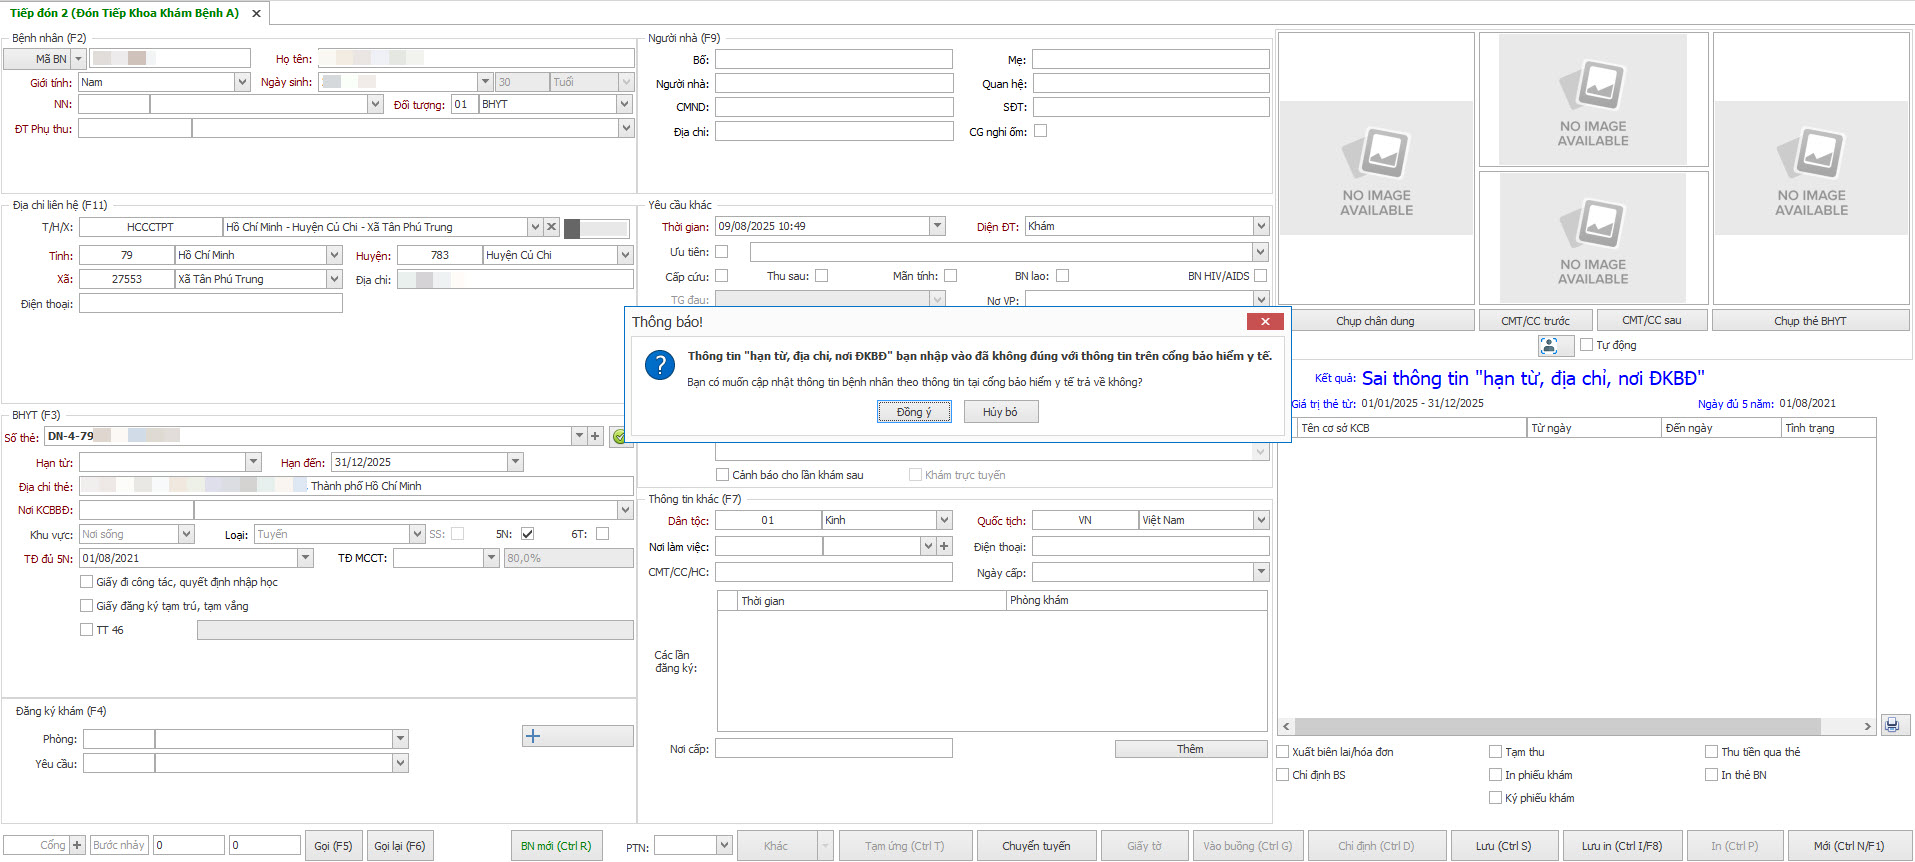 Tiếp đón 2 (Đón Tiếp Khoa Khám Bệnh A)
Bệnh nhân (F2)
Mã BN
Họ tên:
Giới tính: Nam
Ngày sinh: 30 Tuổi
NN:
Đối tượng: 01 BHYT
ĐT Phụ thu:
Người nhà (F9)
Bố:
Mẹ:
Người nhà:
Quan hệ:
CMND:
SĐT:
Địa chỉ:
CG nghỉ ốm:
NO IMAGE AVAILABLE
NO IMAGE AVAILABLE
NO IMAGE AVAILABLE
NO IMAGE AVAILABLE
Chụp chân dung
CMT/CC trước
CMT/CC sau
Chụp thẻ BHYT
Tự động
Địa chỉ liên hệ (F11)
T/H/X: HCCCTPT Hồ Chí Minh - Huyện Củ Chi - Xã Tân Phú Trung
Tỉnh: 79 Hồ Chí Minh
Huyện: 783 Huyện Củ Chi
Xã: 27553 Xã Tân Phú Trung
Địa chỉ:
Điện thoại:
Yêu cầu khác
Thời gian: 09/08/2025 10:49
Diện ĐT: Khám
Ưu tiên:
Cấp cứu:
Thu sau:
Mãn tính:
BN lao:
BN HIV/AIDS
TG đau:
Nợ VP:
Thông báo!
Thông tin "hạn từ, địa chỉ, nơi ĐKBĐ" bạn nhập vào đã không đúng với thông tin trên cổng bảo hiểm y tế.
Bạn có muốn cập nhật thông tin bệnh nhân theo thông tin tại cổng bảo hiểm y tế trả về không?
Đồng ý
Hủy bỏ
Kết quả: Sai thông tin "hạn từ, địa chỉ, nơi ĐKBĐ"
Giá trị thẻ từ: 01/01/2025 - 31/12/2025
Ngày đủ 5 năm: 01/08/2021
Tên cơ sở KCB
Từ ngày
Đến ngày
Tình trạng
BHYT (F3)
Số thẻ: DN-4-79
Hạn từ:
Hạn đến: 31/12/2025
Địa chỉ thẻ: Thành phố Hồ Chí Minh
Nơi KCBBĐ:
Khu vực: Nơi sống
Loại: Tuyến
SS:
5N:
6T:
TĐ đủ 5N: 01/08/2021
TĐ MCCT: 80,0%
Giấy đi công tác, quyết định nhập học
Giấy đăng ký tạm trú, tạm vắng
TT 46
Cảnh báo cho lần khám sau
Khám trực tuyến
Thông tin khác (F7)
Dân tộc: 01 Kinh
Quốc tịch: VN Việt Nam
Nơi làm việc:
Điện thoại:
CMT/CC/HC:
Ngày cấp:
Thời gian
Phòng khám
Các lần
đăng ký:
Nơi cấp:
Thêm
Đăng ký khám (F4)
Phòng:
Yêu cầu:
Xuất biên lai/hóa đơn
Tạm thu
Thu tiền qua thẻ
Chỉ định BS
In phiếu khám
In thẻ BN
Ký phiếu khám
Cổng
Bước nhảy
0
0
Gọi (F5)
Gọi lại (F6)
BN mới (Ctrl R)
PTN:
Khác
Tạm ứng (Ctrl T)
Chuyển tuyến
Giấy tờ
Vào buồng (Ctrl G)
Chỉ định (Ctrl D)
Lưu (Ctrl S)
Lưu in (Ctrl I/F8)
In (Ctrl P)
Mới (Ctrl N/F1)